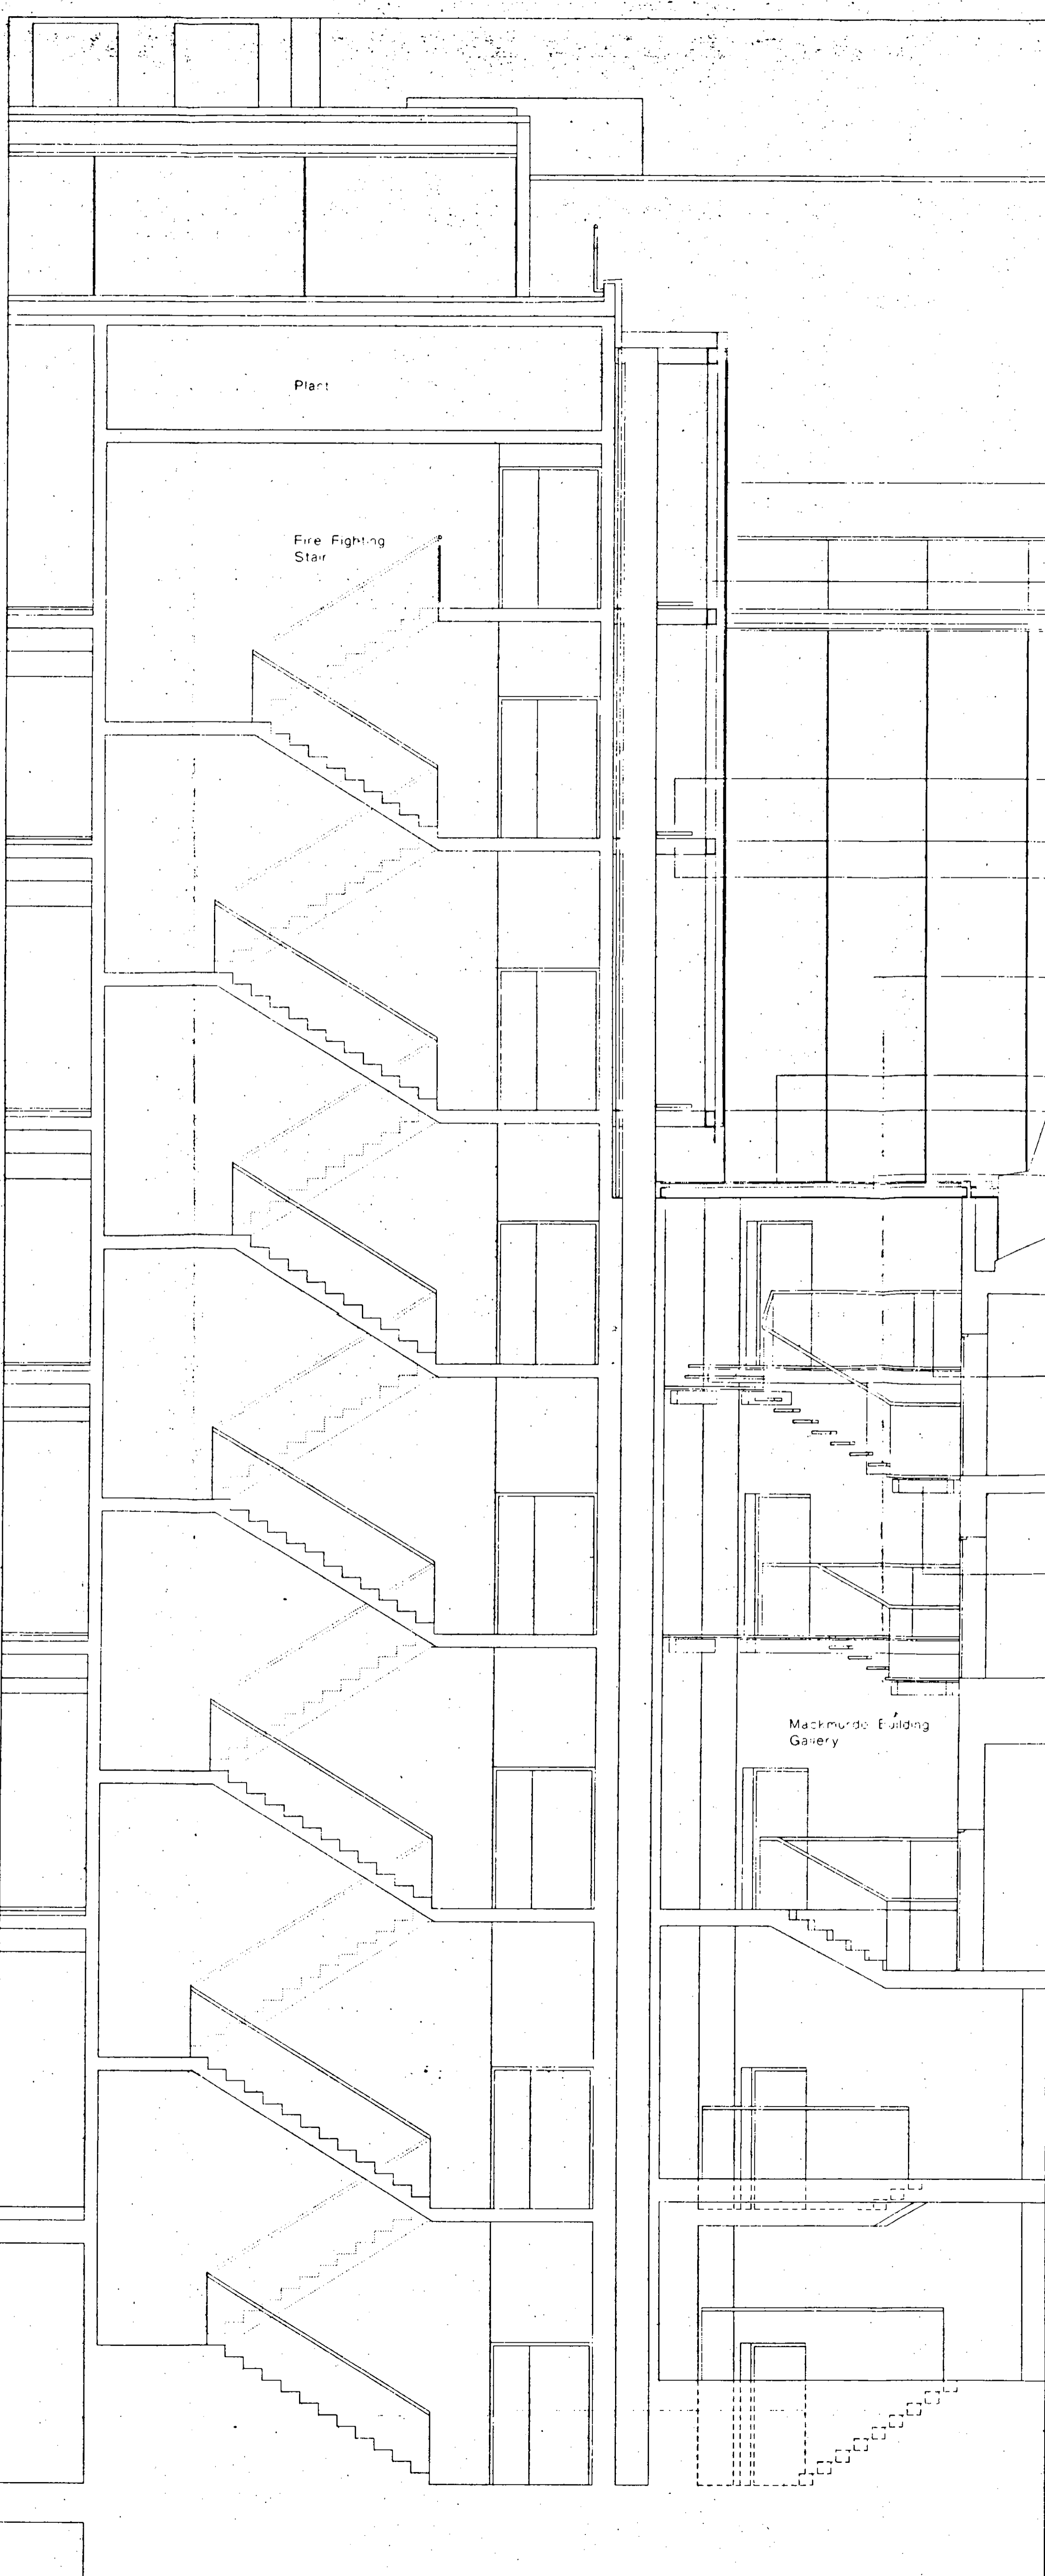 Plant
Fire Fighting
Stair
Mackmurdo Building
Gallery